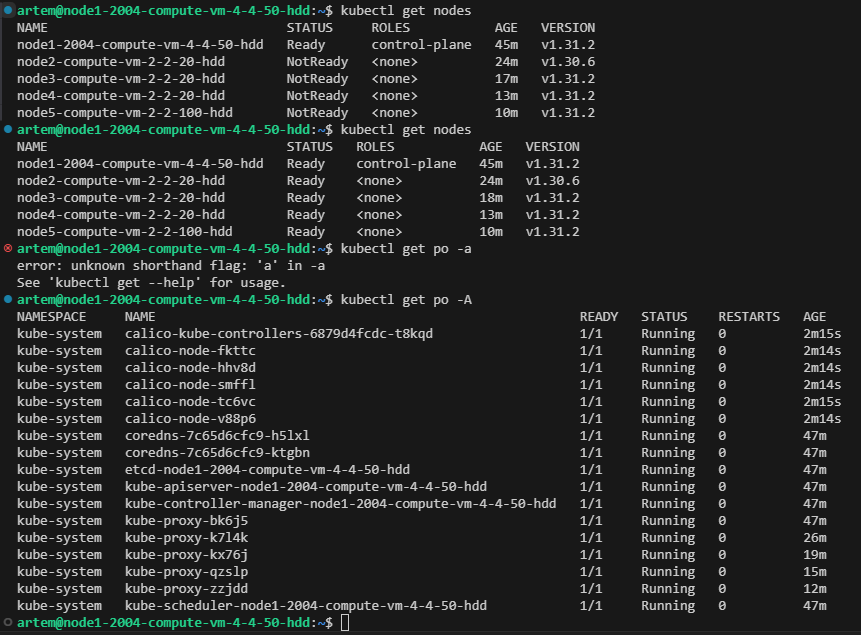 artem@node1-2004-compute-vm-4-4-50-hdd:~$ kubectl get nodes
NAME STATUS ROLES AGE VERSION
node1-2004-compute-vm-4-4-50-hdd Ready control-plane 45m v1.31.2
node2-compute-vm-2-2-20-hdd NotReady <none> 24m v1.30.6
node3-compute-vm-2-2-20-hdd NotReady <none> 17m v1.31.2
node4-compute-vm-2-2-20-hdd NotReady <none> 13m v1.31.2
node5-compute-vm-2-2-100-hdd NotReady <none> 10m v1.31.2
artem@node1-2004-compute-vm-4-4-50-hdd:~$ kubectl get nodes
NAME STATUS ROLES AGE VERSION
node1-2004-compute-vm-4-4-50-hdd Ready control-plane 45m v1.31.2
node2-compute-vm-2-2-20-hdd Ready <none> 24m v1.30.6
node3-compute-vm-2-2-20-hdd Ready <none> 18m v1.31.2
node4-compute-vm-2-2-20-hdd Ready <none> 13m v1.31.2
node5-compute-vm-2-2-100-hdd Ready <none> 10m v1.31.2
artem@node1-2004-compute-vm-4-4-50-hdd:~$ kubectl get po -a
error: unknown shorthand flag: 'a' in -a
See 'kubectl get --help' for usage.
artem@node1-2004-compute-vm-4-4-50-hdd:~$ kubectl get po -A
NAMESPACE NAME READY STATUS RESTARTS AGE
kube-system calico-kube-controllers-6879d4fcdc-t8kqd 1/1 Running 0 2m15s
kube-system calico-node-fkttc 1/1 Running 0 2m14s
kube-system calico-node-hhv8d 1/1 Running 0 2m14s
kube-system calico-node-smffl 1/1 Running 0 2m14s
kube-system calico-node-tc6vc 1/1 Running 0 2m15s
kube-system calico-node-v88p6 1/1 Running 0 2m14s
kube-system coredns-7c65d6cfc9-h5lxl 1/1 Running 0 47m
kube-system coredns-7c65d6cfc9-ktgbn 1/1 Running 0 47m
kube-system etcd-node1-2004-compute-vm-4-4-50-hdd 1/1 Running 0 47m
kube-system kube-apiserver-node1-2004-compute-vm-4-4-50-hdd 1/1 Running 0 47m
kube-system kube-controller-manager-node1-2004-compute-vm-4-4-50-hdd 1/1 Running 0 47m
kube-system kube-proxy-bk6j5 1/1 Running 0 47m
kube-system kube-proxy-k7l4k 1/1 Running 0 26m
kube-system kube-proxy-kx76j 1/1 Running 0 19m
kube-system kube-proxy-qzslp 1/1 Running 0 15m
kube-system kube-proxy-zzjdd 1/1 Running 0 12m
kube-system kube-scheduler-node1-2004-compute-vm-4-4-50-hdd 1/1 Running 0 47m
artem@node1-2004-compute-vm-4-4-50-hdd:~$